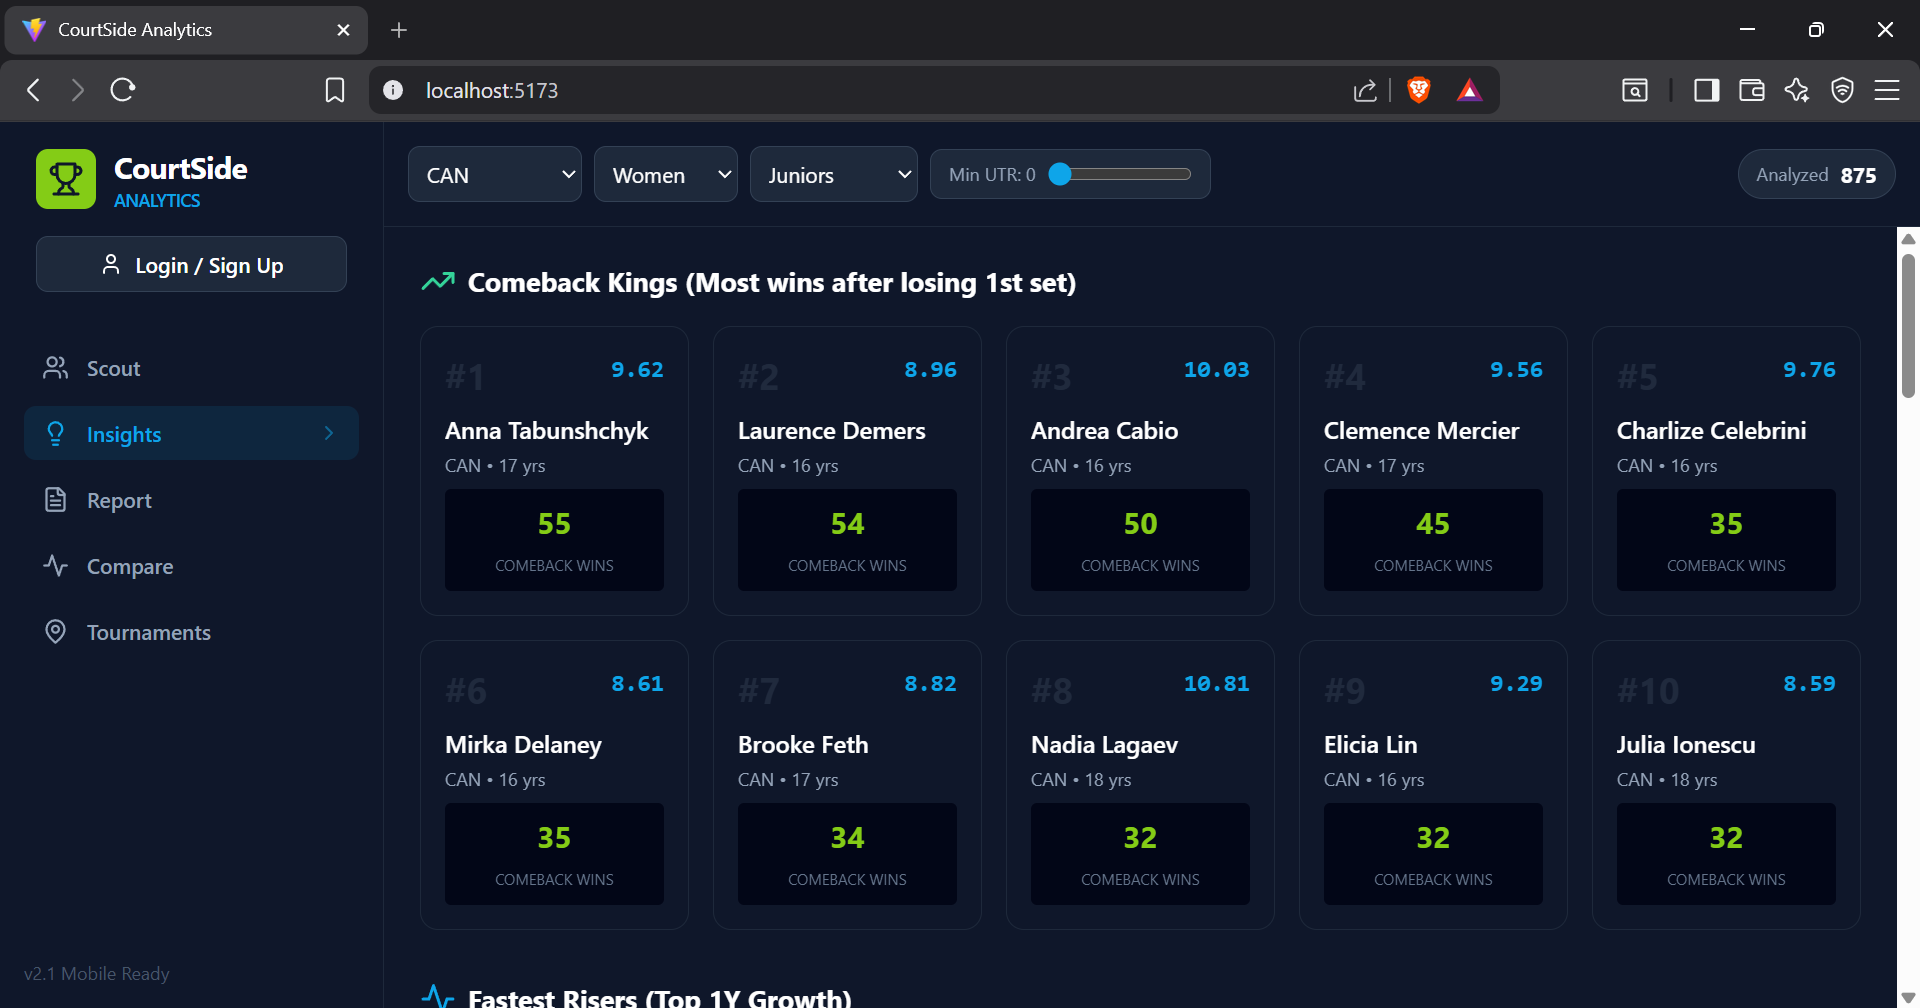 CourtSide Analytics
localhost:5173
CourtSide
ANALYTICS
Login / Sign Up
Scout
Insights
Report
Compare
Tournaments
v2.1 Mobile Ready
CAN
Women
Juniors
Min UTR: 0
Analyzed 875
Comeback Kings (Most wins after losing 1st set)
#1 9.62
Anna Tabunshchyk
CAN • 17 yrs
55
COMEBACK WINS
#2 8.96
Laurence Demers
CAN • 16 yrs
54
COMEBACK WINS
#3 10.03
Andrea Cabio
CAN • 16 yrs
50
COMEBACK WINS
#4 9.56
Clemence Mercier
CAN • 17 yrs
45
COMEBACK WINS
#5 9.76
Charlize Celebrini
CAN • 16 yrs
35
COMEBACK WINS
#6 8.61
Mirka Delaney
CAN • 16 yrs
35
COMEBACK WINS
#7 8.82
Brooke Feth
CAN • 17 yrs
34
COMEBACK WINS
#8 10.81
Nadia Lagaev
CAN • 18 yrs
32
COMEBACK WINS
#9 9.29
Elicia Lin
CAN • 16 yrs
32
COMEBACK WINS
#10 8.59
Julia Ionescu
CAN • 18 yrs
32
COMEBACK WINS
Fastest Risers (Top 1Y Growth)